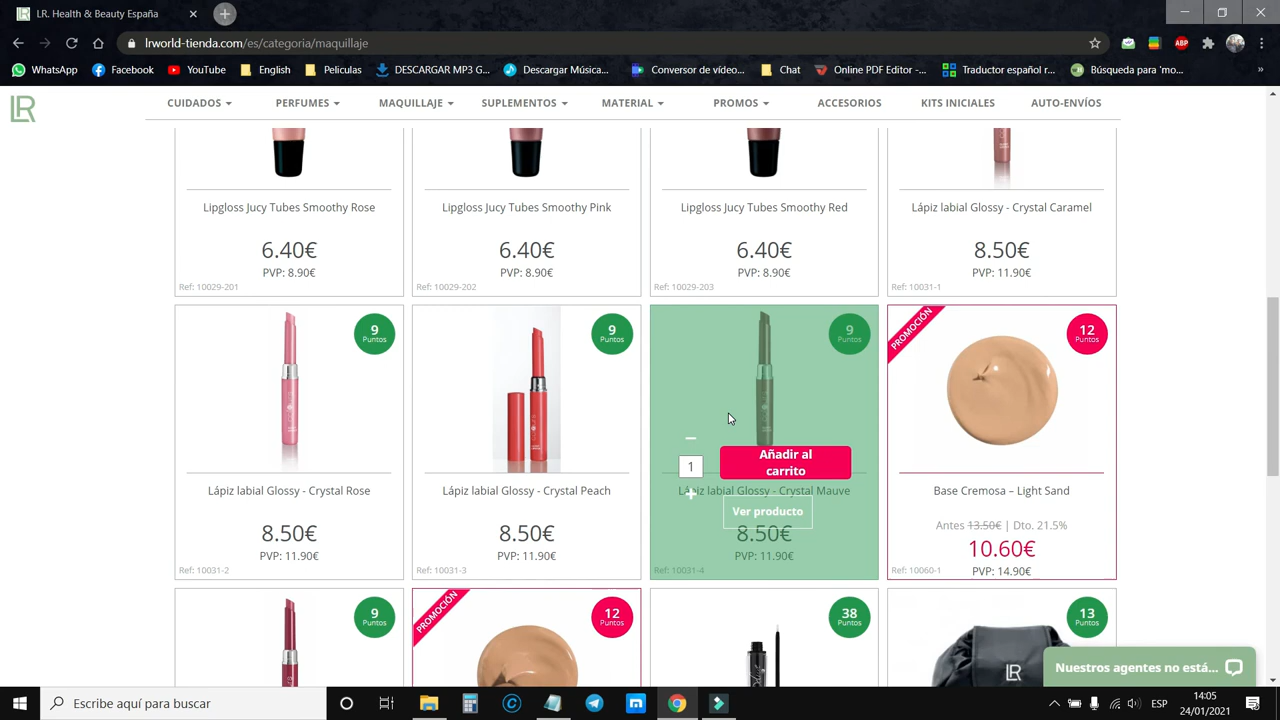 LR. Health & Beauty España
lrworld-tienda.com/es/categoria/maquillaje
ABP
WhatsApp
Facebook
YouTube
English
Peliculas
DESCARGAR MP3 G...
Descargar Música...
Conversor de vídeo...
Chat
Online PDF Editor -...
Traductor español r...
Búsqueda para 'mo...
»
LR
CUIDADOS
PERFUMES
MAQUILLAJE
SUPLEMENTOS
MATERIAL
PROMOS
ACCESORIOS
KITS INICIALES
AUTO-ENVÍOS
Lipgloss Jucy Tubes Smoothy Rose
6.40€
PVP: 8.90€
Ref: 10029-201
Lipgloss Jucy Tubes Smoothy Pink
6.40€
PVP: 8.90€
Ref: 10029-202
Lipgloss Jucy Tubes Smoothy Red
6.40€
PVP: 8.90€
Ref: 10029-203
Lápiz labial Glossy - Crystal Caramel
8.50€
PVP: 11.90€
Ref: 10031-1
9
Puntos
Lápiz labial Glossy - Crystal Rose
8.50€
PVP: 11.90€
Ref: 10031-2
9
Puntos
Lápiz labial Glossy - Crystal Peach
8.50€
PVP: 11.90€
Ref: 10031-3
9
Puntos
1
Añadir al
carrito
Lápiz labial Glossy - Crystal Mauve
Ver producto
8.50€
PVP: 11.90€
Ref: 10031-4
PROMOCIÓN
12
Puntos
Base Cremosa – Light Sand
Antes 13.50€ | Dto. 21.5%
10.60€
PVP: 14.90€
Ref: 10060-1
9
Puntos
PROMOCIÓN
12
Puntos
38
Puntos
13
Puntos
LR
Nuestros agentes no está...
Escribe aquí para buscar
ESP
14:05
24/01/2021